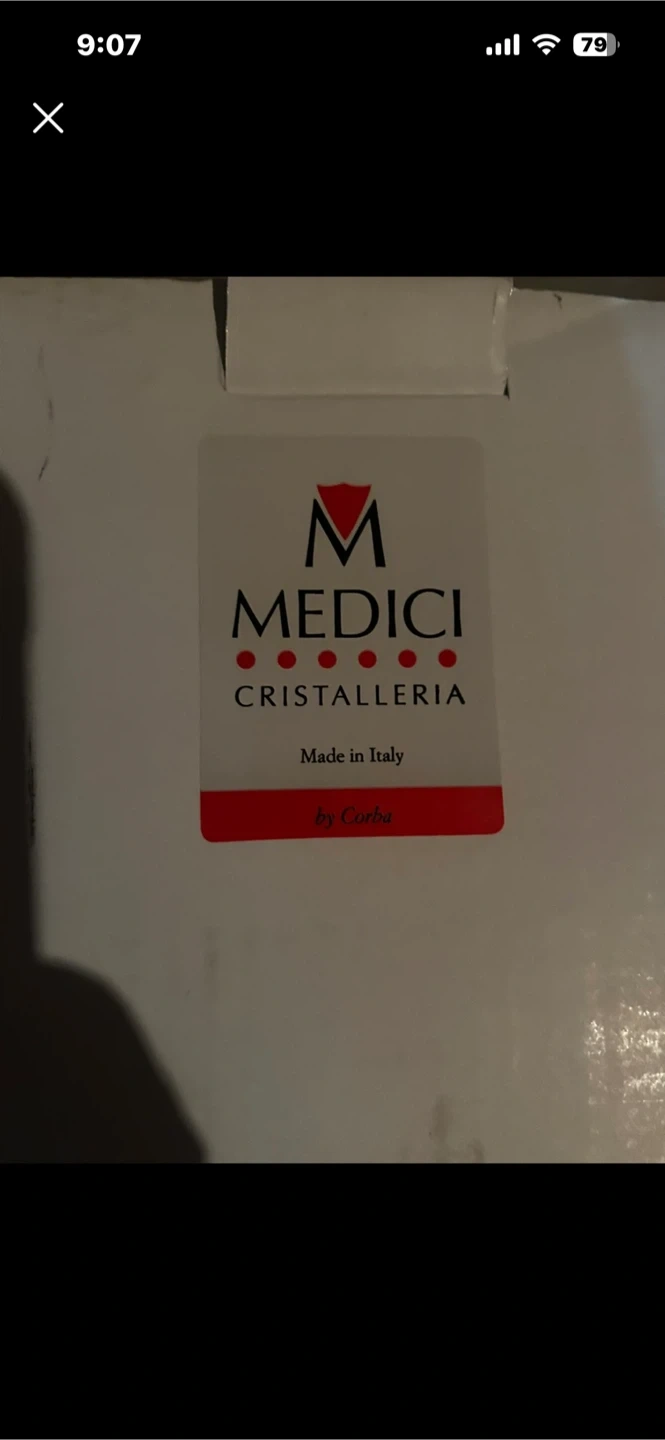 9:07
79
M
MEDICI
CRISTALLERIA
Made in Italy
by Corba